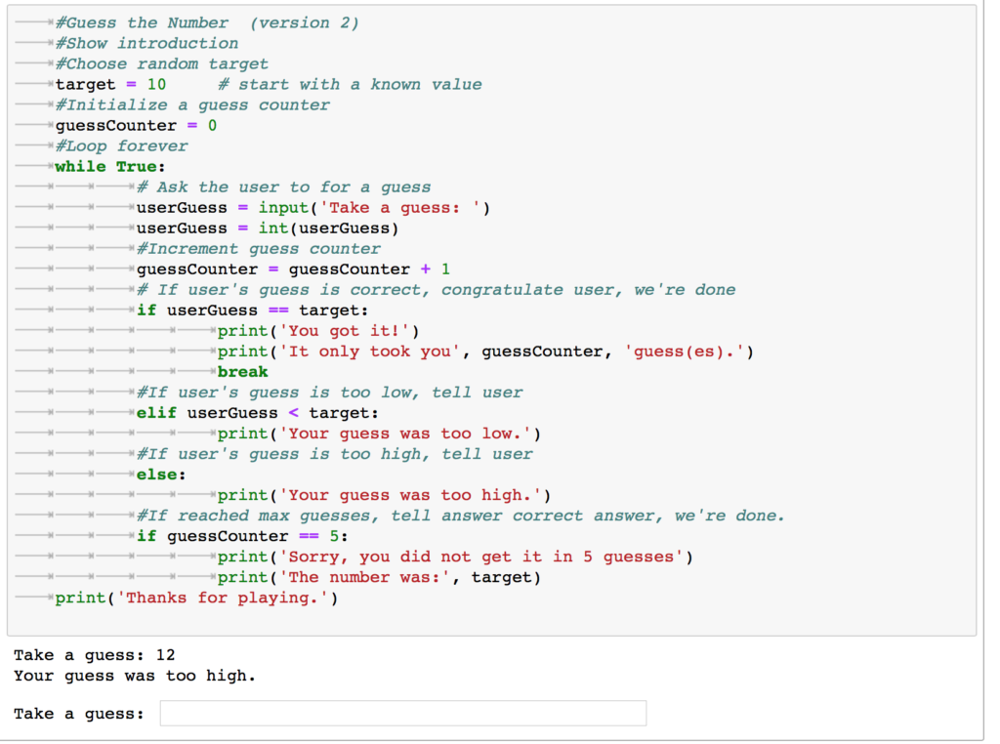 #Guess the Number  (version 2)
#Show introduction
#Choose random target
target = 10     # start with a known value
#Initialize a guess counter
guessCounter = 0
#Loop forever
while True:
        # Ask the user to for a guess
        userGuess = input('Take a guess: ')
        userGuess = int(userGuess)
        #Increment guess counter
        guessCounter = guessCounter + 1
        # If user's guess is correct, congratulate user, we're done
        if userGuess == target:
                print('You got it!')
                print('It only took you', guessCounter, 'guess(es).')
                break
        #If user's guess is too low, tell user
        elif userGuess < target:
                print('Your guess was too low.')
        #If user's guess is too high, tell user
        else:
                print('Your guess was too high.')
        #If reached max guesses, tell answer correct answer, we're done.
        if guessCounter == 5:
                print('Sorry, you did not get it in 5 guesses')
                print('The number was:', target)
print('Thanks for playing.')
Take a guess: 12
Your guess was too high.
Take a guess: